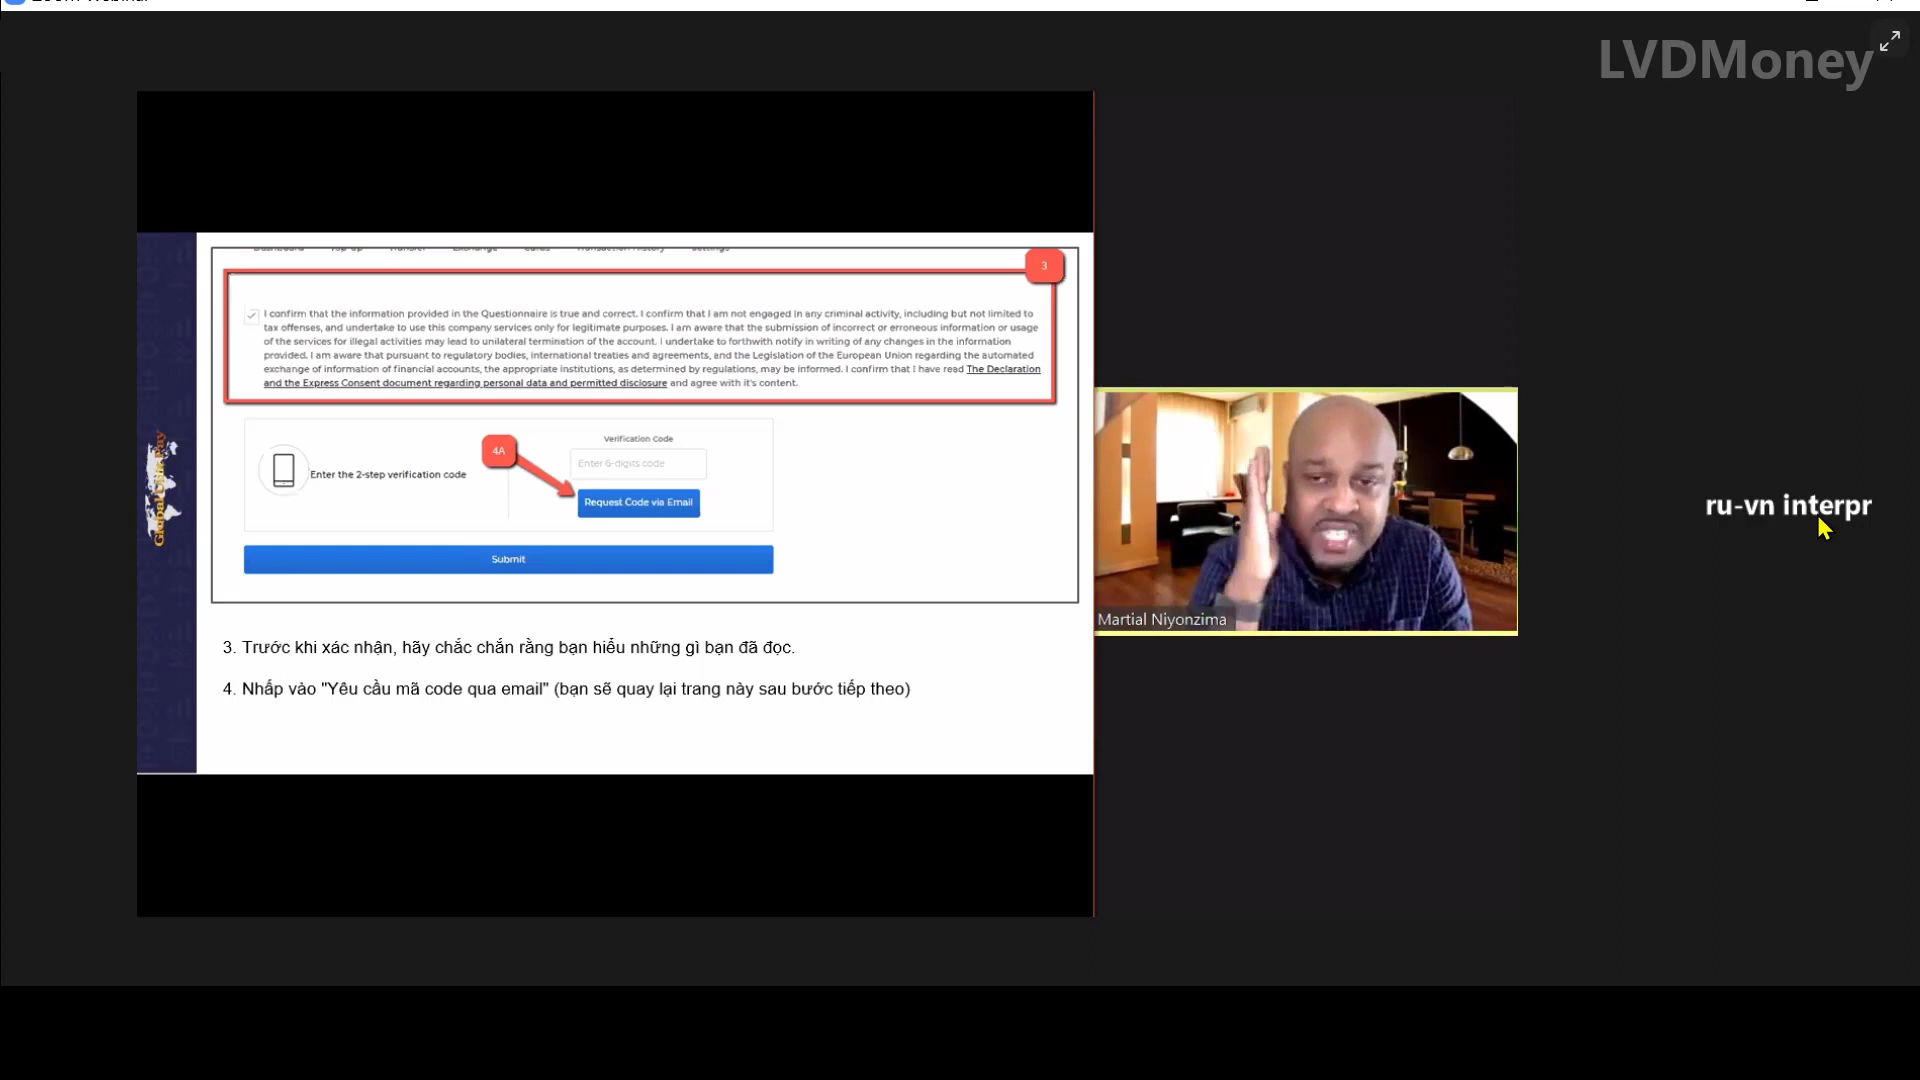 LVDMoney
3
I confirm that the information provided in the Questionnaire is true and correct. I confirm that I am not engaged in any criminal activity, including but not limited to
tax offenses, and undertake to use this company services only for legitimate purposes. I am aware that the submission of incorrect or erroneous information or usage
of the services for illegal activities may lead to unilateral termination of the account. I undertake to forthwith notify in writing of any changes in the information
provided. I am aware that pursuant to regulatory bodies, international treaties and agreements, and the Legislation of the European Union regarding the automated
exchange of information of financial accounts, the appropriate institutions, as determined by regulations, may be informed. I confirm that I have read The Declaration
and the Express Consent document regarding personal data and permitted disclosure and agree with it's content.
4A
Verification Code
Enter 6-digits code
Enter the 2-step verification code
Request Code via Email
Submit
3. Trước khi xác nhận, hãy chắc chắn rằng bạn hiểu những gì bạn đã đọc.
4. Nhấp vào "Yêu cầu mã code qua email" (bạn sẽ quay lại trang này sau bước tiếp theo)
Martial Niyonzima
ru-vn interpr